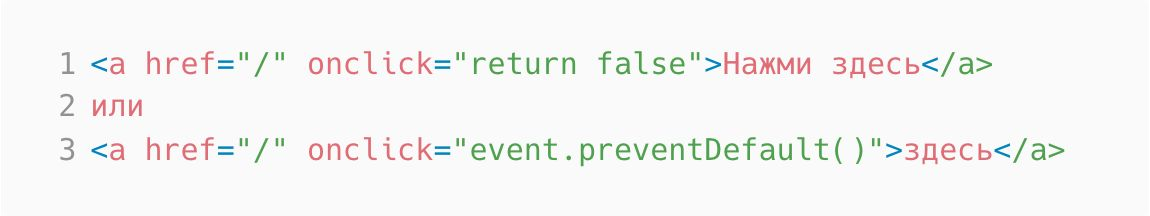 1 <a href="/" onclick="return false">Нажми здесь</a>
2 или
3 <a href="/" onclick="event.preventDefault()">здесь</a>